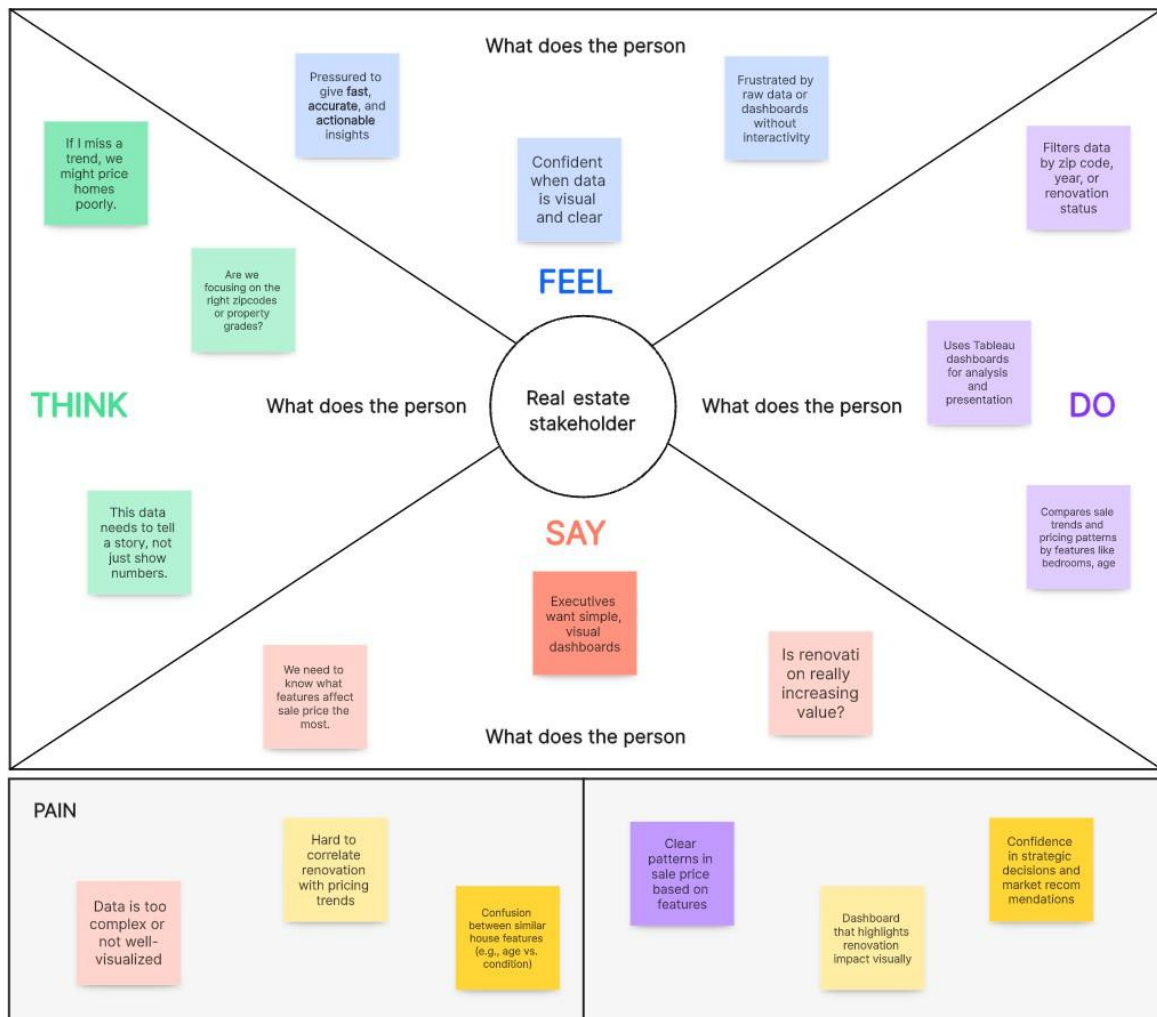 What does the person
Pressured to
give fast,
accurate, and
actionable
insights
Confident
when data
is visual
and clear
Frustrated by
raw data or
dashboards
without
interactivity
FEEL
If I miss a
trend, we
might price
homes
poorly.
Are we
focusing on the
right zipcodes
or property
grades?
THINK
What does the person
This data
needs to tell
a story, not
just show
numbers.
Real estate
stakeholder
What does the person
Filters data
by zip code,
year, or
renovation
status
Uses Tableau
dashboards
for analysis
and
presentation
DO
Compares sale
trends and
pricing patterns
by features like
bedrooms, age
SAY
Executives
want simple,
visual
dashboards
We need to
know what
features affect
sale price the
most.
Is renovati
on really
increasing
value?
What does the person
PAIN
Data is too
complex or
not well-
visualized
Hard to
correlate
renovation
with pricing
trends
Confusion
between similar
house features
(e.g., age vs.
condition)
Clear
patterns in
sale price
based on
features
Dashboard
that highlights
renovation
impact visually
Confidence
in strategic
decisions and
market recom
mendations